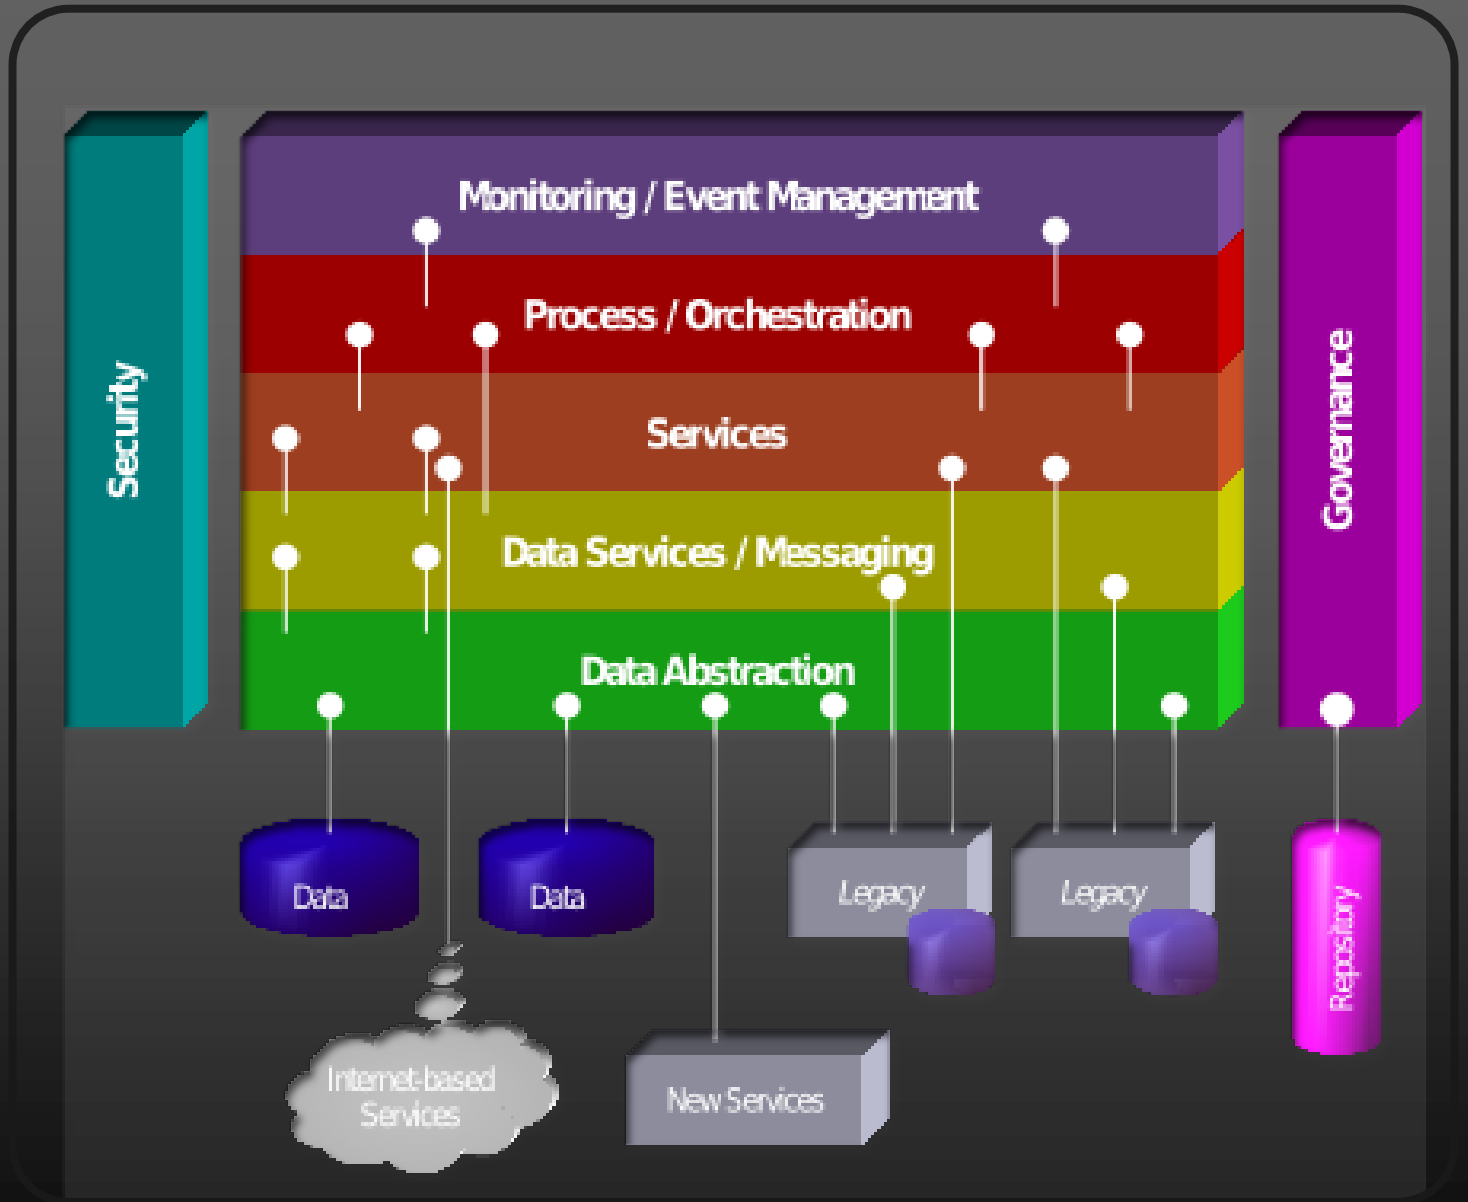 Monitoring / Event Management
Process / Orchestration
Services
Data Services / Messaging
Data Abstraction
Security
Governance
Data
Data
Legacy
Legacy
Repository
Internet-based
Services
New Services